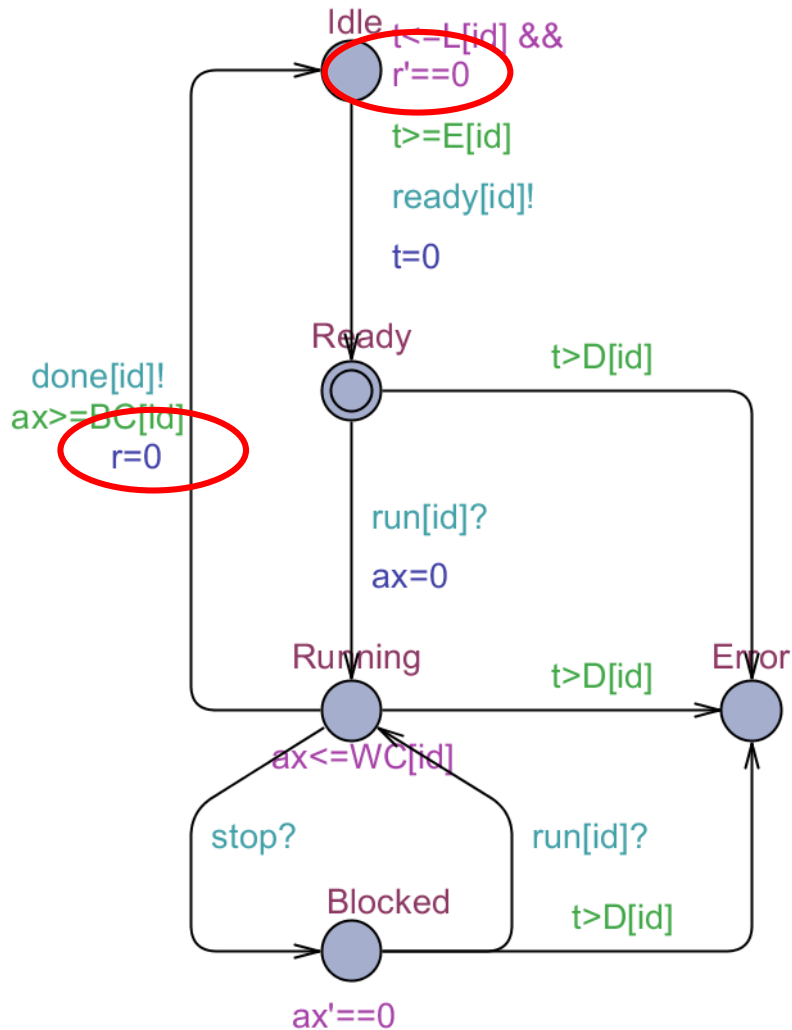 Idle
t<=L[id] &&
r'==0
t>=E[id]
ready[id]!
t=0
Ready
t>D[id]
done[id]!
ax>=BC[id]
r=0
run[id]?
ax=0
Running
t>D[id]
Error
ax<=WC[id]
stop?
run[id]?
Blocked
t>D[id]
ax'==0